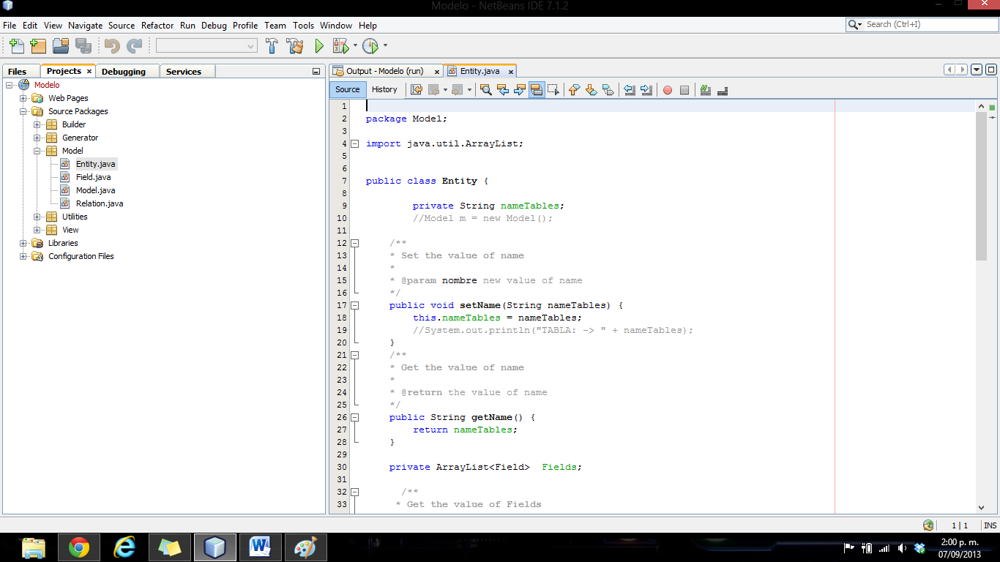 Modelo - NetBeans IDE 7.1.2
File Edit View Navigate Source Refactor Run Debug Profile Team Tools Window Help
Search (Ctrl+I)
Files Projects Debugging Services
Modelo
Web Pages
Source Packages
Builder
Generator
Model
Entity.java
Field.java
Model.java
Relation.java
Utilities
View
Libraries
Configuration Files
Output - Modelo (run) Entity.java
Source History
1
2 package Model;
3
4 import java.util.ArrayList;
5
6
7 public class Entity {
8
9 private String nameTables;
10 //Model m = new Model();
11
12 /**
13 * Set the value of name
14 *
15 * @param nombre new value of name
16 */
17 public void setName(String nameTables) {
18 this.nameTables = nameTables;
19 //System.out.println("TABLA: -> " + nameTables);
20 }
21 /**
22 * Get the value of name
23 *
24 * @return the value of name
25 */
26 public String getName() {
27 return nameTables;
28 }
29
30 private ArrayList<Field> Fields;
31
32 /**
33 * Get the value of Fields
1 | 1 INS
2:00 p. m.
07/09/2013